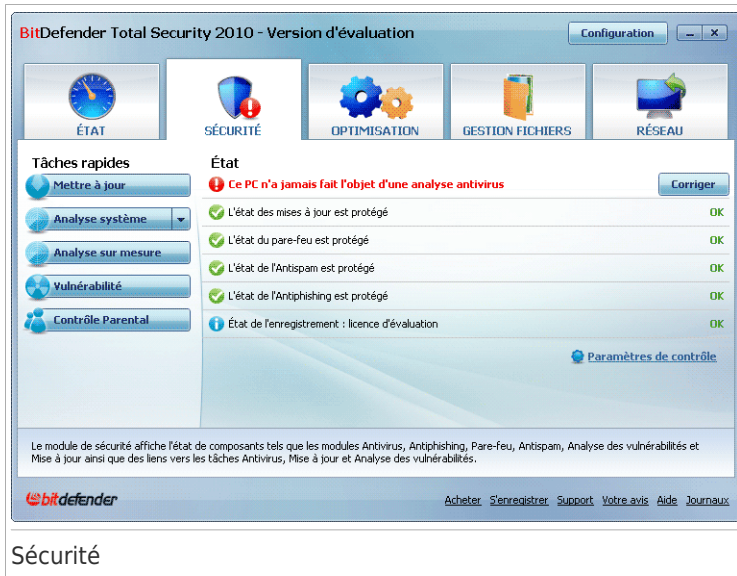 BitDefender Total Security 2010 - Version d'évaluation
Configuration
ÉTAT
SÉCURITÉ
OPTIMISATION
GESTION FICHIERS
RÉSEAU
Tâches rapides
Mettre à jour
Analyse système
Analyse sur mesure
Vulnérabilité
Contrôle Parental
État
Ce PC n'a jamais fait l'objet d'une analyse antivirus
Corriger
L'état des mises à jour est protégé OK
L'état du pare-feu est protégé OK
L'état de l'Antispam est protégé OK
L'état de l'Antiphishing est protégé OK
État de l'enregistrement : licence d'évaluation OK
Paramètres de contrôle
Le module de sécurité affiche l'état de composants tels que les modules Antivirus, Antiphishing, Pare-feu, Antispam, Analyse des vulnérabilités et
Mise à jour ainsi que des liens vers les tâches Antivirus, Mise à jour et Analyse des vulnérabilités.
bitdefender
Acheter S'enregistrer Support Votre avis Aide Journaux
Sécurité